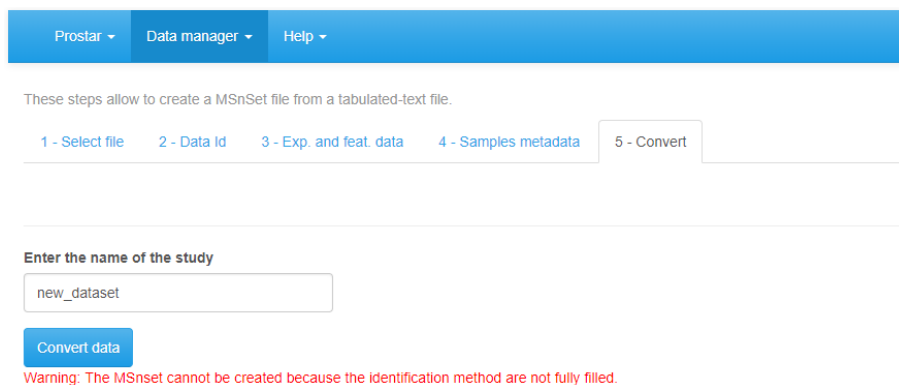 Prostar Data manager Help
These steps allow to create a MSnSet file from a tabulated-text file.
1 - Select file 2 - Data Id 3 - Exp. and feat. data 4 - Samples metadata 5 - Convert
Enter the name of the study
new_dataset
Convert data
Warning: The MSnset cannot be created because the identification method are not fully filled.